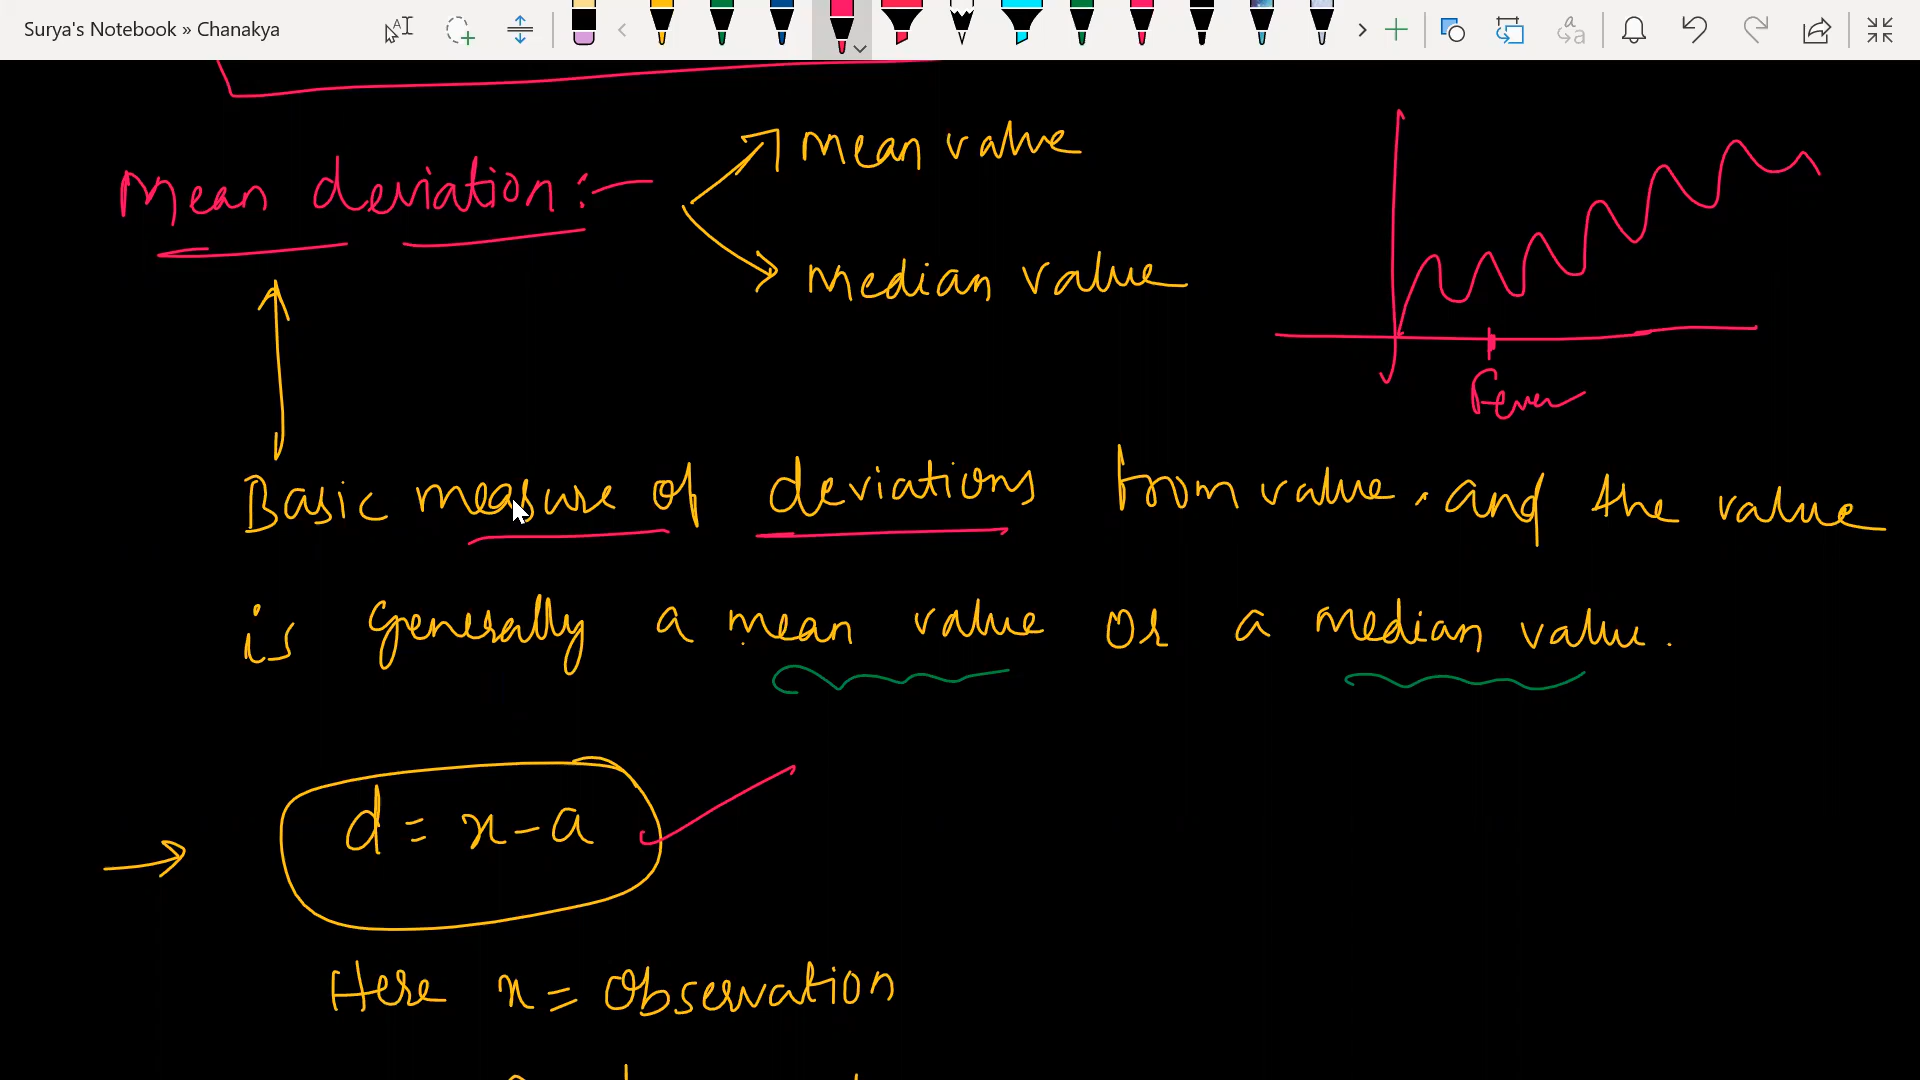 Surya's Notebook » Chanakya
Mean deviation:-
mean value
median value
Fever
Basic measure of deviations from value. and the value
is generally a mean value or a median value.
d = x-a
Here x = observation